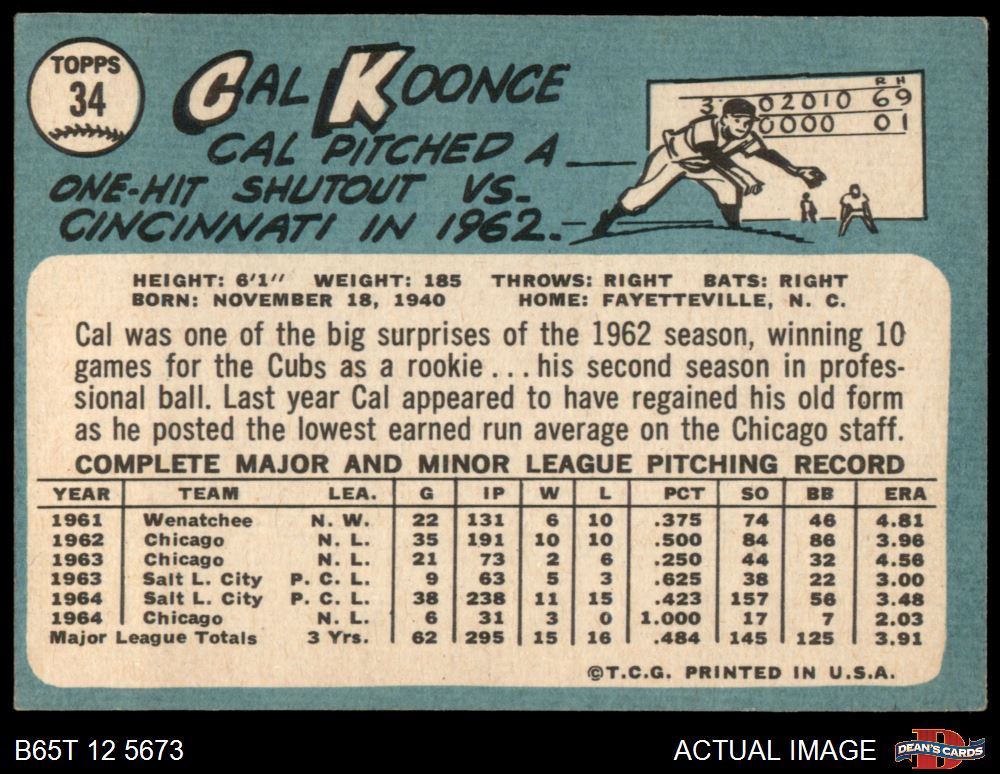 TOPPS
34
CAL KOONCE
CAL PITCHED A
ONE-HIT SHUTOUT VS.
CINCINNATI IN 1962.
R H
3 02010 69
0000 01
HEIGHT: 6'1" WEIGHT: 185 THROWS: RIGHT BATS: RIGHT
BORN: NOVEMBER 18, 1940 HOME: FAYETTEVILLE, N. C.
Cal was one of the big surprises of the 1962 season, winning 10
games for the Cubs as a rookie . . . his second season in profes-
sional ball. Last year Cal appeared to have regained his old form
as he posted the lowest earned run average on the Chicago staff.
COMPLETE MAJOR AND MINOR LEAGUE PITCHING RECORD
YEAR TEAM LEA. G IP W L PCT SO BB ERA
1961 Wenatchee N. W. 22 131 6 10 .375 74 46 4.81
1962 Chicago N. L. 35 191 10 10 .500 84 86 3.96
1963 Chicago N. L. 21 73 2 6 .250 44 32 4.56
1963 Salt L. City P. C. L. 9 63 5 3 .625 38 22 3.00
1964 Salt L. City P. C. L. 38 238 11 15 .423 157 56 3.48
1964 Chicago N. L. 6 31 3 0 1.000 17 7 2.03
Major League Totals 3 Yrs. 62 295 15 16 .484 145 125 3.91
©T.C.G. PRINTED IN U.S.A.
B65T 12 5673 ACTUAL IMAGE DEAN'S CARDS